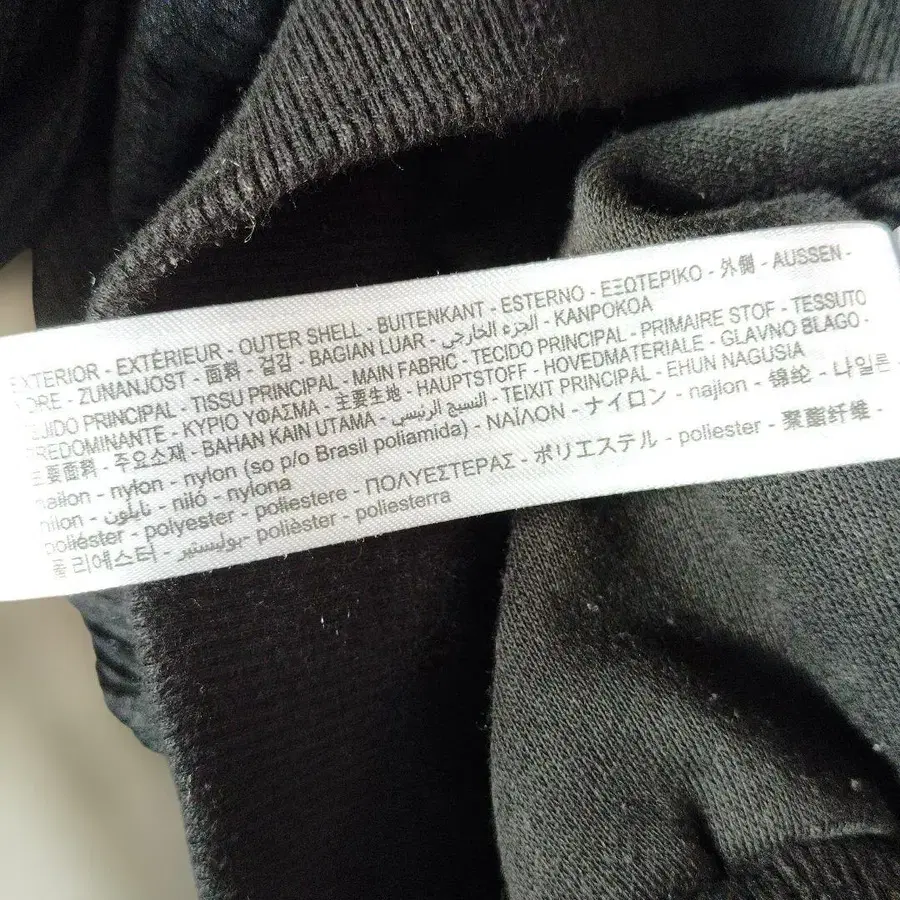 EXTERIOR - EXTÉRIEUR - OUTER SHELL - BUITENKANT - ESTERNO - ΕΞΩΤΕΡΙΚΟ - 外側 - AUSSEN -
ZUNANJOST - 面料 - 겉감 - BAGIAN LUAR - الجزء الخارجي - KANPOKOA
TEJIDO PRINCIPAL - TISSU PRINCIPAL - MAIN FABRIC - TECIDO PRINCIPAL - PRIMAIRE STOF - TESSUTO
PREDOMINANTE - ΚΥΡΙΟ ΥΦΑΣΜΑ - 主要生地 - HAUPTSTOFF - HOVEDMATERIALE - GLAVNO BLAGO -
主要面料 - 주요소재 - BAHAN KAIN UTAMA - النسيج الرئيسي - TEIXIT PRINCIPAL - EHUN NAGUSIA
nailon - nylon - nylon (so p/o Brasil poliamida) - ΝΑΪΛΟΝ - ナイロン - najlon - 锦纶 - 나일론 -
nilon - نايلون - niló - nylona
poliéster - polyester - poliestere - ΠΟΛΥΕΣΤΕΡΑΣ - ポリエステル - poliester - 聚酯纤维 -
폴리에스터 - بوليستير - polièster - poliesterra